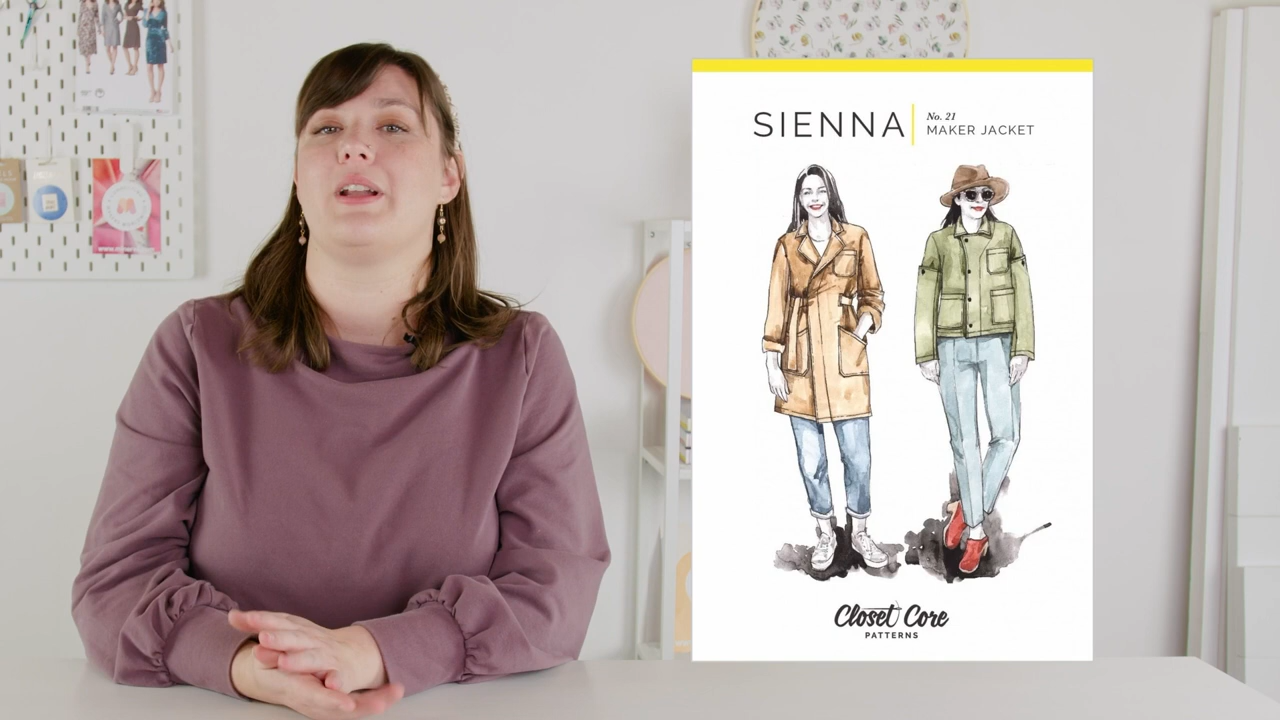 SIENNA
No. 21
MAKER JACKET
Closet Core
PATTERNS